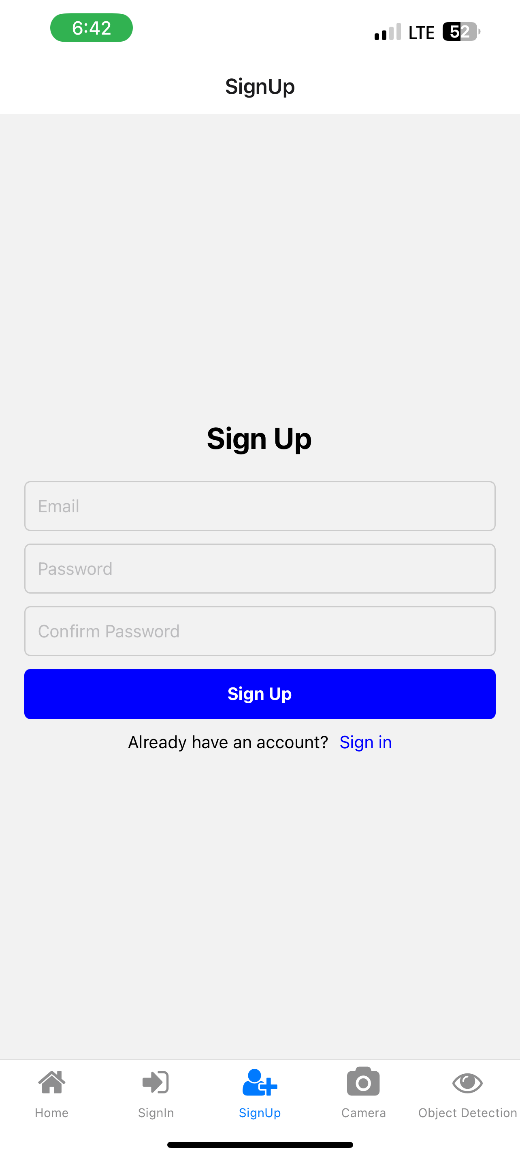 6:42 LTE 52
SignUp
Sign Up
Email
Password
Confirm Password
Sign Up
Already have an account? Sign in
Home SignIn SignUp Camera Object Detection